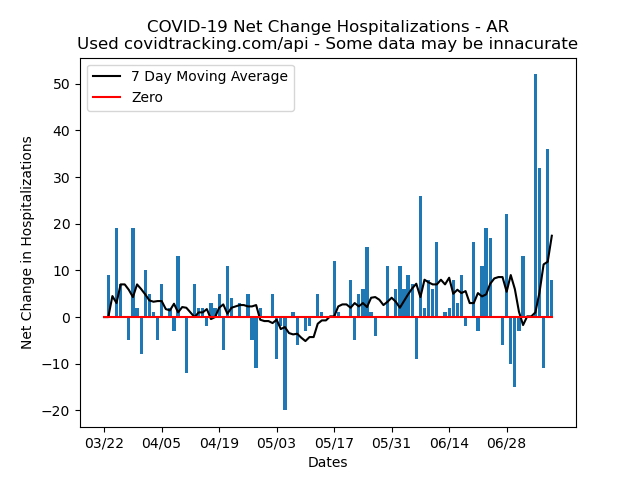 COVID-19 Net Change Hospitalizations - AR
Used covidtracking.com/api - Some data may be innacurate
7 Day Moving Average
Zero
Net Change in Hospitalizations
50
40
30
20
10
0
−10
−20
03/22 04/05 04/19 05/03 05/17 05/31 06/14 06/28
Dates